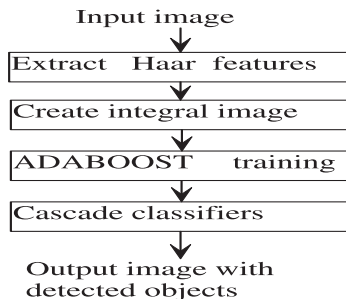 Input image
Extract Haar features
Create integral image
ADABOOST training
Cascade classifiers
Output image with
detected objects